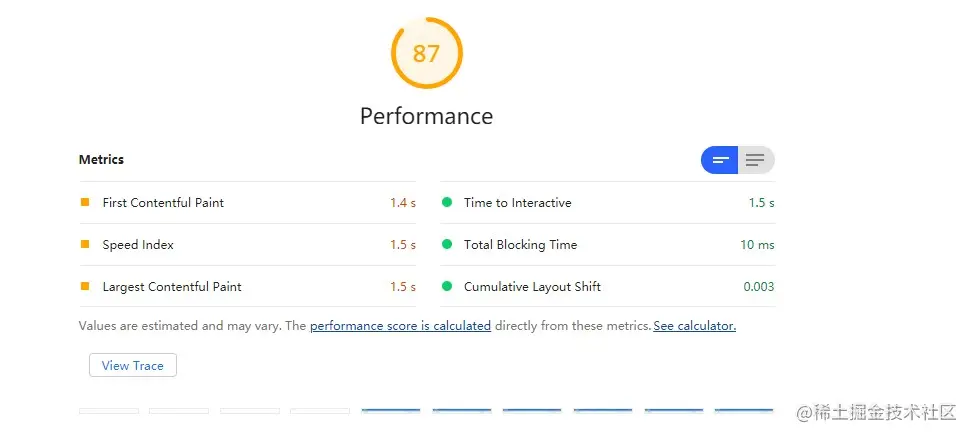 87
Performance
Metrics
First Contentful Paint 1.4 s
Time to Interactive 1.5 s
Speed Index 1.5 s
Total Blocking Time 10 ms
Largest Contentful Paint 1.5 s
Cumulative Layout Shift 0.003
Values are estimated and may vary. The performance score is calculated directly from these metrics. See calculator.
View Trace
@稀土掘金技术社区